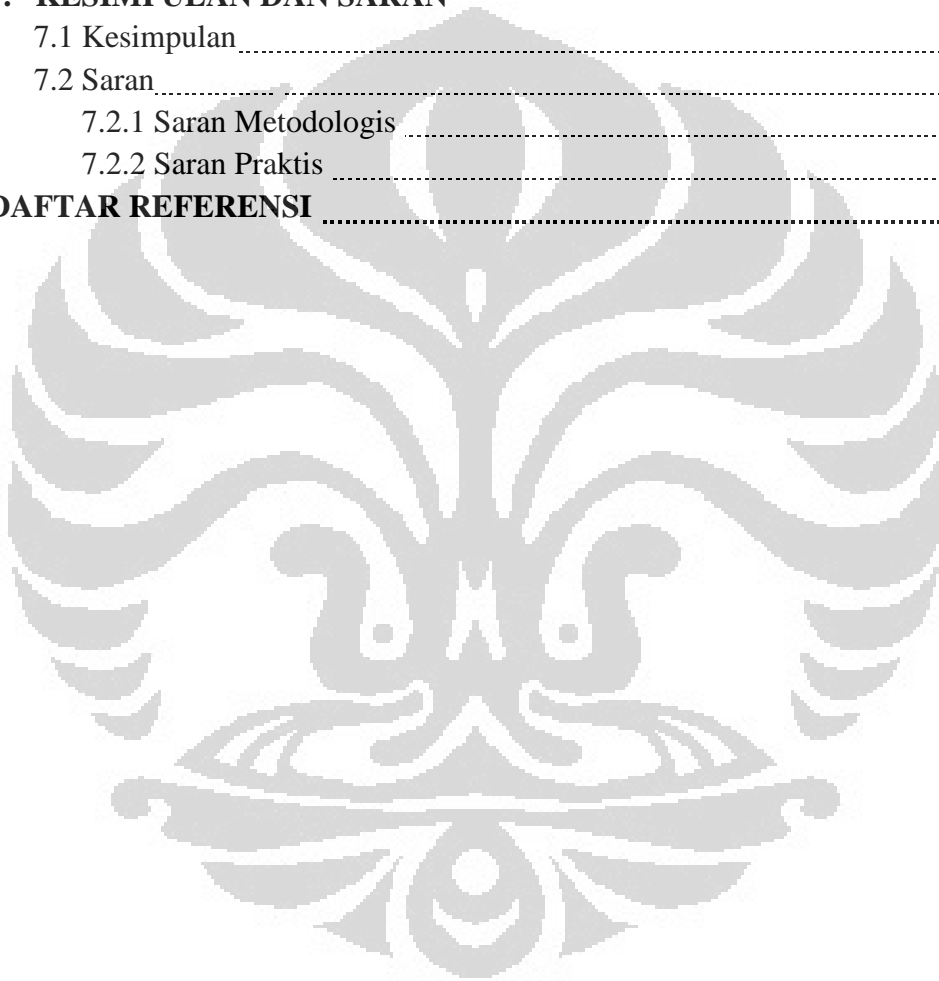 . KESIMPULAN DAN SARAN
7.1 Kesimpulan
7.2 Saran
7.2.1 Saran Metodologis
7.2.2 Saran Praktis
DAFTAR REFERENSI